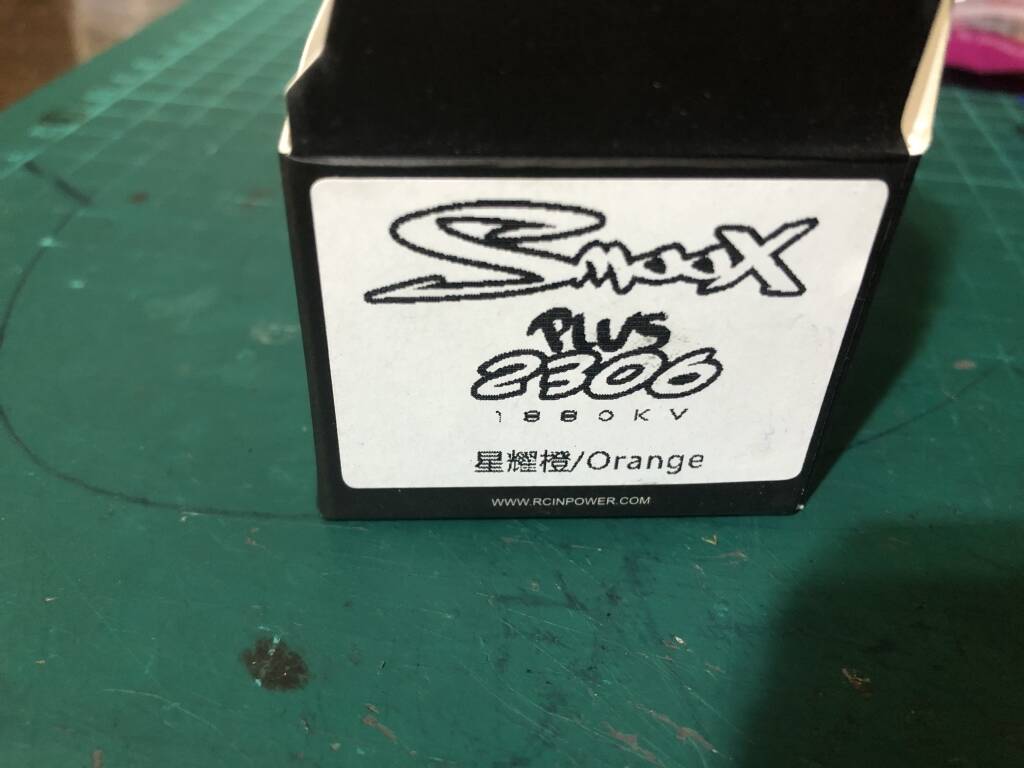 SmooX
PLUS
2306
1880KV
星耀橙/Orange
WWW.RCINPOWER.COM